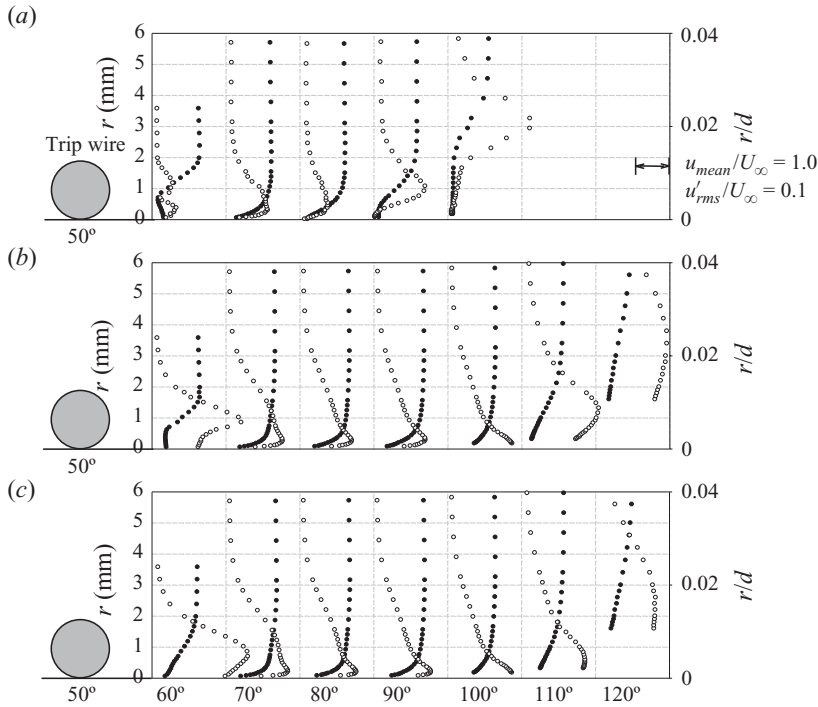 (a)
6
5
4
3
2
1
0
r (mm)
Trip wire
50º
0.04
0.02
0
r/d
u_mean/U_∞ = 1.0
u′_rms/U_∞ = 0.1
(b)
6
5
4
3
2
1
0
r (mm)
50º
0.04
0.02
0
r/d
(c)
6
5
4
3
2
1
0
r (mm)
50º
0.04
0.02
0
r/d
60º 70º 80º 90º 100º 110º 120º